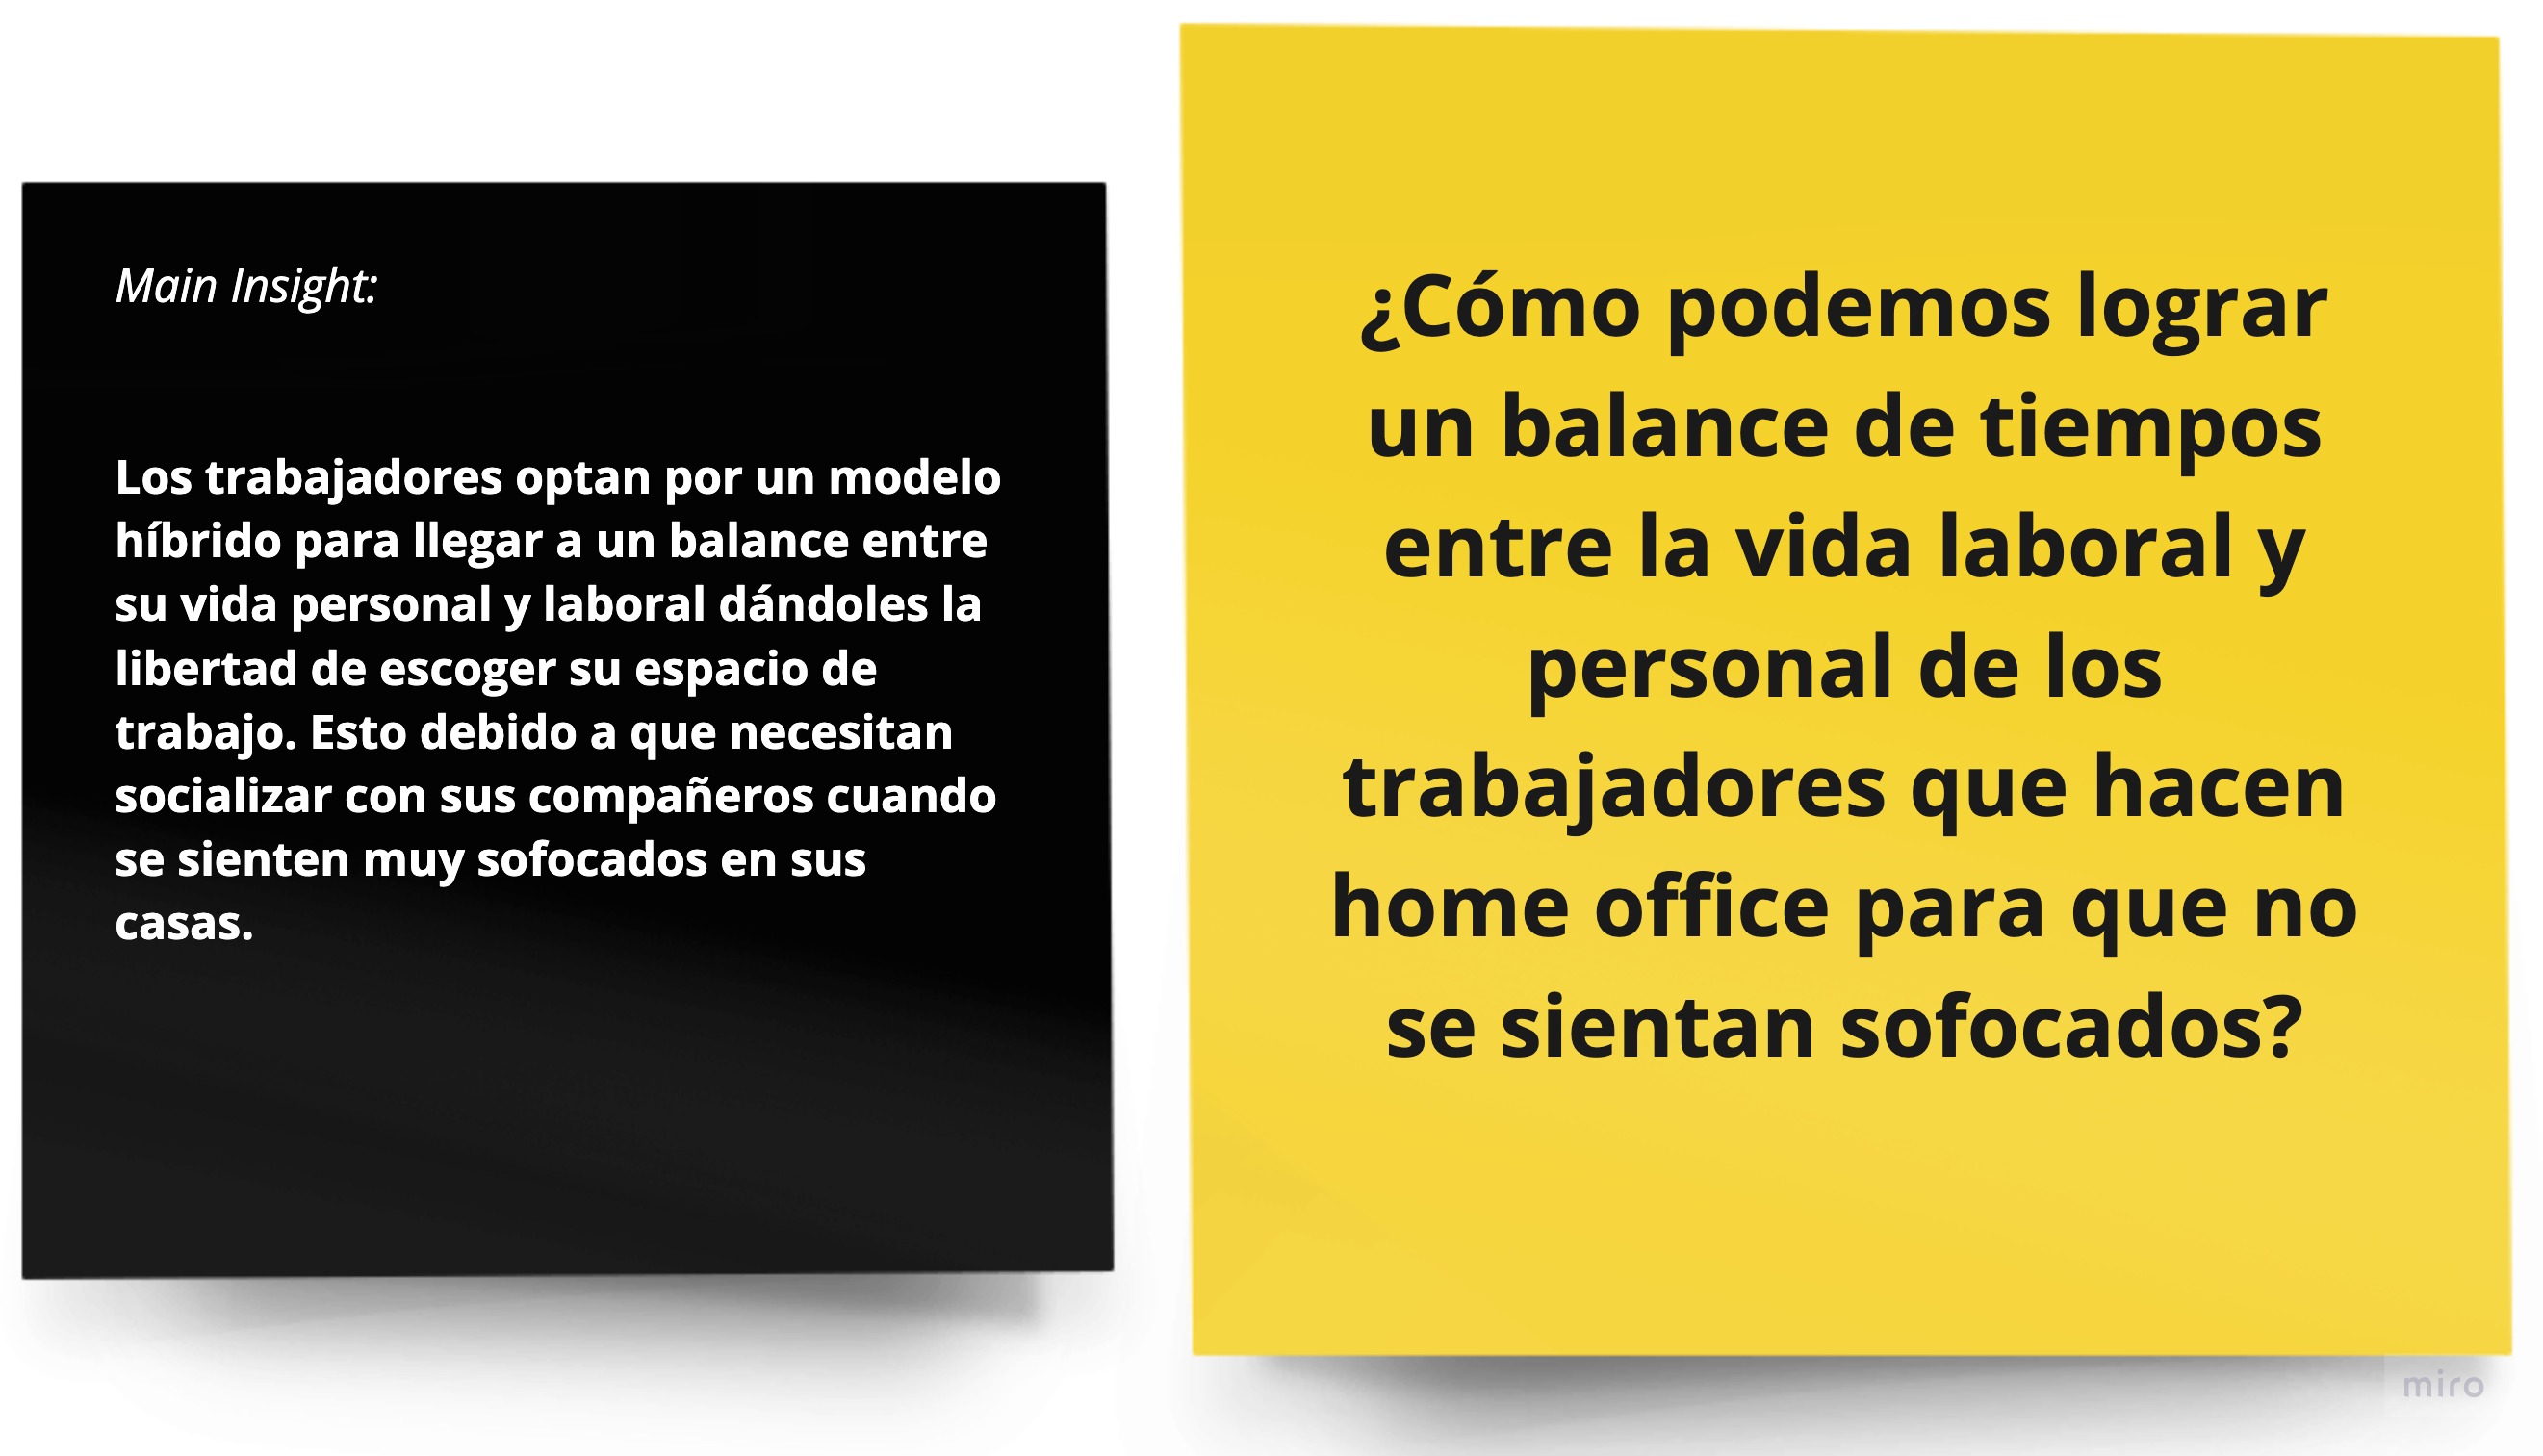 Main Insight:
Los trabajadores optan por un modelo
híbrido para llegar a un balance entre
su vida personal y laboral dándoles la
libertad de escoger su espacio de
trabajo. Esto debido a que necesitan
socializar con sus compañeros cuando
se sienten muy sofocados en sus
casas.
¿Cómo podemos lograr
un balance de tiempos
entre la vida laboral y
personal de los
trabajadores que hacen
home office para que no
se sientan sofocados?
miro